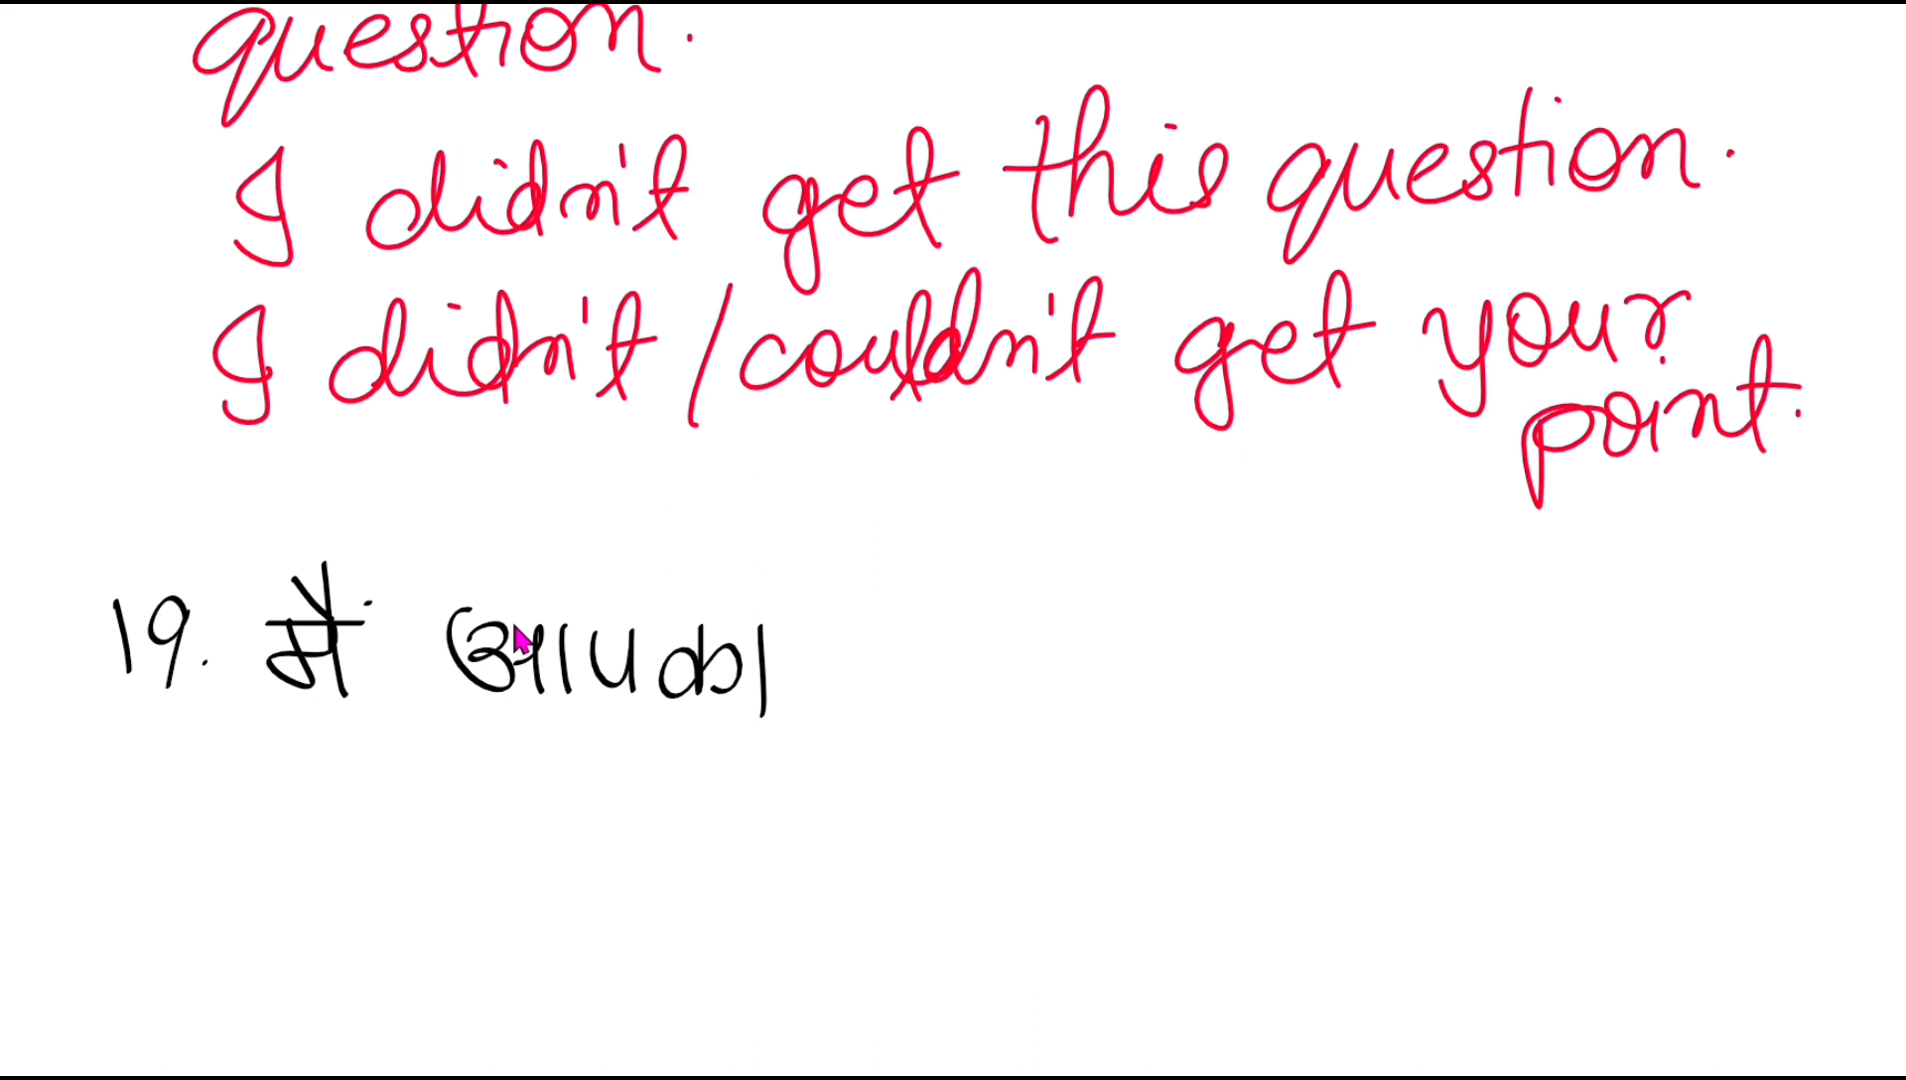 question.
I didn't get this question.
I didn't/couldn't get your
point.
19. मैं आपका